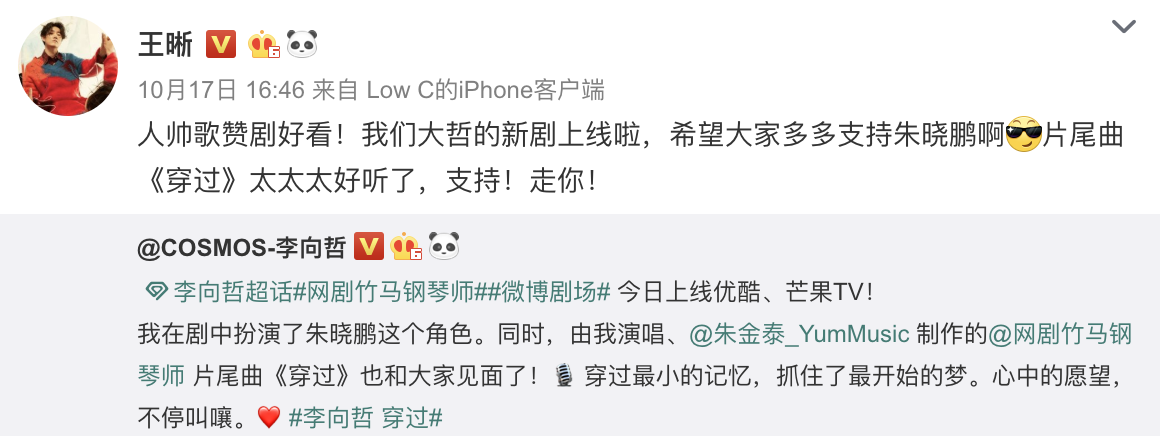 王晰
10月17日 16:46 来自 Low C的iPhone客户端
人帅歌赞剧好看！我们大哲的新剧上线啦，希望大家多多支持朱晓鹏啊😎片尾曲
《穿过》太太太好听了，支持！走你！
@COSMOS-李向哲
李向哲超话#网剧竹马钢琴师##微博剧场# 今日上线优酷、芒果TV！
我在剧中扮演了朱晓鹏这个角色。同时，由我演唱、@朱金泰_YumMusic 制作的@网剧竹马钢
琴师 片尾曲《穿过》也和大家见面了！🎙 穿过最小的记忆，抓住了最开始的梦。心中的愿望，
不停叫嚷。❤️ #李向哲 穿过#